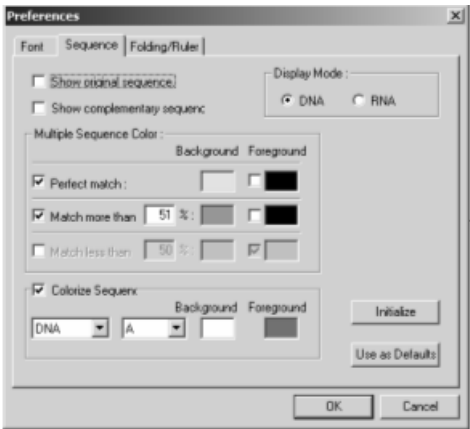 Preferences
Font Sequence Folding/Ruler
Show original sequence.
Display Mode :
DNA RNA
Show complementary sequenc
Multiple Sequence Color :
Background Foreground
Perfect match :
Match more than 51 % :
Match less than 50 % :
Colorize Sequenc
Background Foreground
DNA A
Initialize
Use as Defaults
OK Cancel